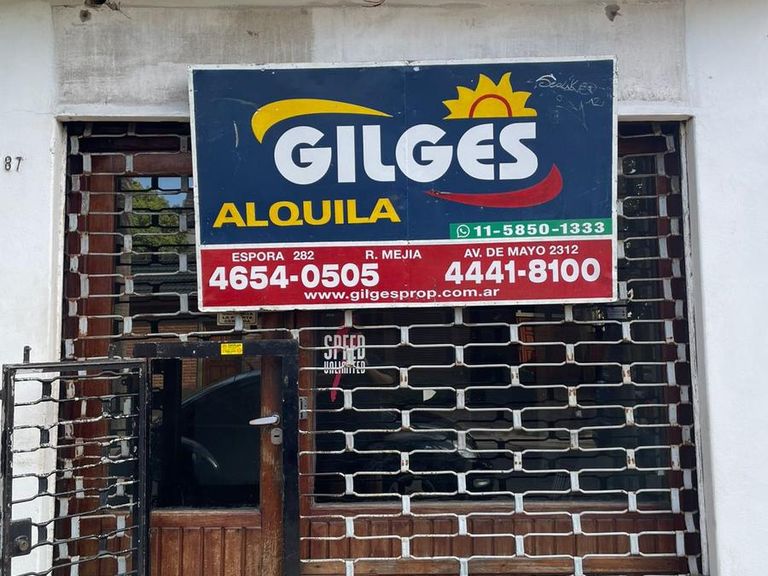 GILGES
ALQUILA
11-5850-1333
ESPORA 282 R. MEJIA AV. DE MAYO 2312
4654-0505 4441-8100
www.gilgesprop.com.ar
87
SPEED
UNLIMITED